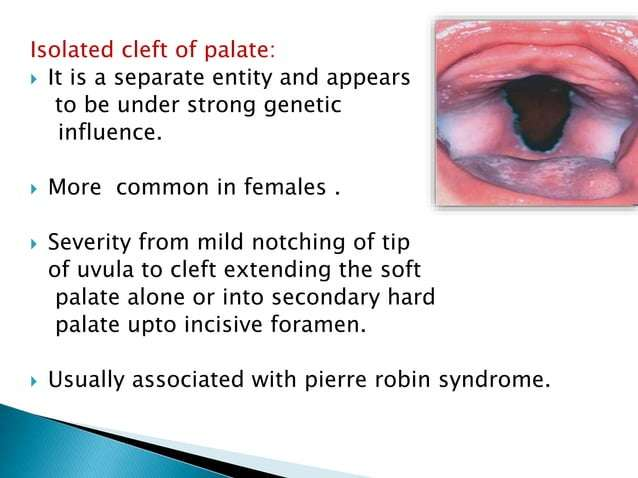 Isolated cleft of palate:
It is a separate entity and appears
to be under strong genetic
influence.
More common in females .
Severity from mild notching of tip
of uvula to cleft extending the soft
palate alone or into secondary hard
palate upto incisive foramen.
Usually associated with pierre robin syndrome.